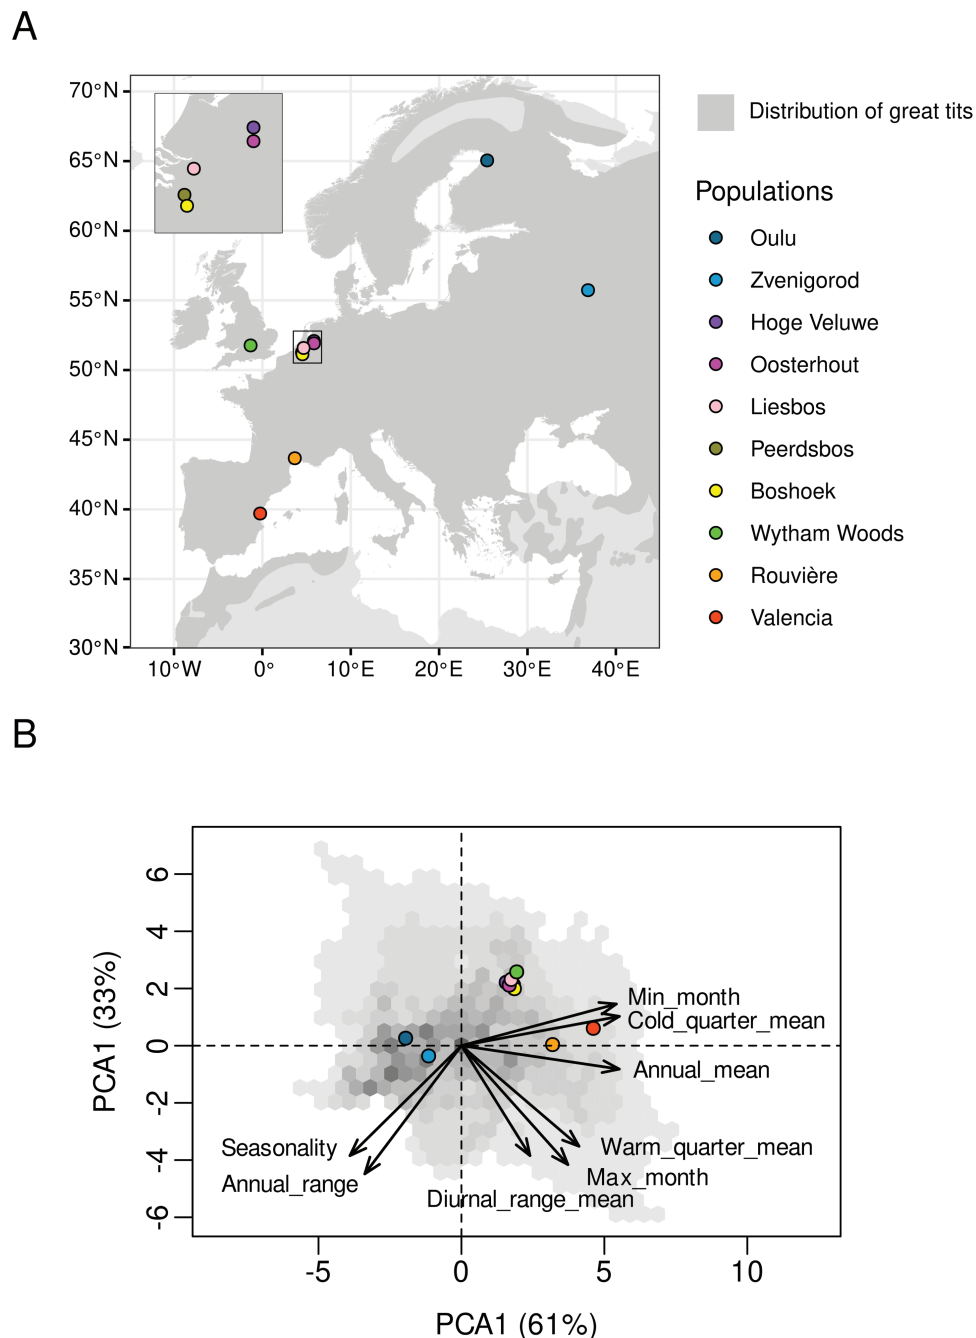 A
70°N
65°N
60°N
55°N
50°N
45°N
40°N
35°N
30°N
10°W 0° 10°E 20°E 30°E 40°E
Distribution of great tits
Populations
Oulu
Zvenigorod
Hoge Veluwe
Oosterhout
Liesbos
Peerdsbos
Boshoek
Wytham Woods
Rouvière
Valencia
B
PCA1 (33%)
6
4
2
0
-2
-4
-6
Min_month
Cold_quarter_mean
Annual_mean
Seasonality
Warm_quarter_mean
Annual_range
Max_month
Diurnal_range_mean
-5 0 5 10
PCA1 (61%)